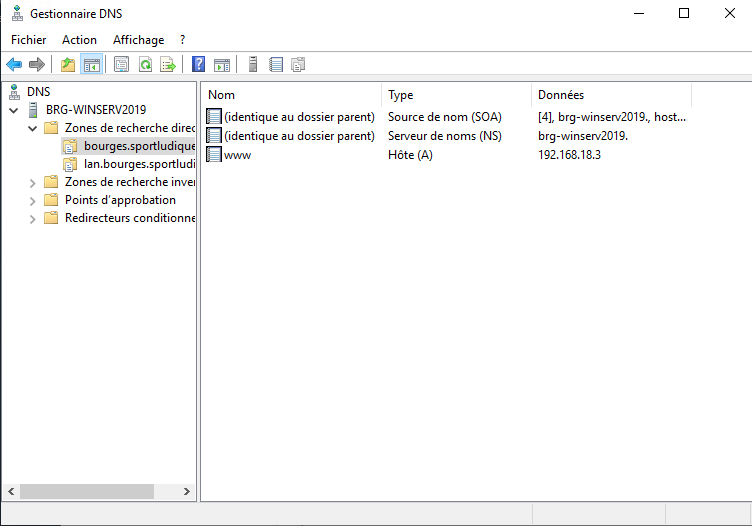 Gestionnaire DNS
Fichier Action Affichage ?
DNS
BRG-WINSERV2019
Zones de recherche direc
bourges.sportludique
lan.bourges.sportludi
Zones de recherche inve
Points d'approbation
Redirecteurs conditionne
Nom Type Données
(identique au dossier parent) Source de nom (SOA) [4], brg-winserv2019., host...
(identique au dossier parent) Serveur de noms (NS) brg-winserv2019.
www Hôte (A) 192.168.18.3